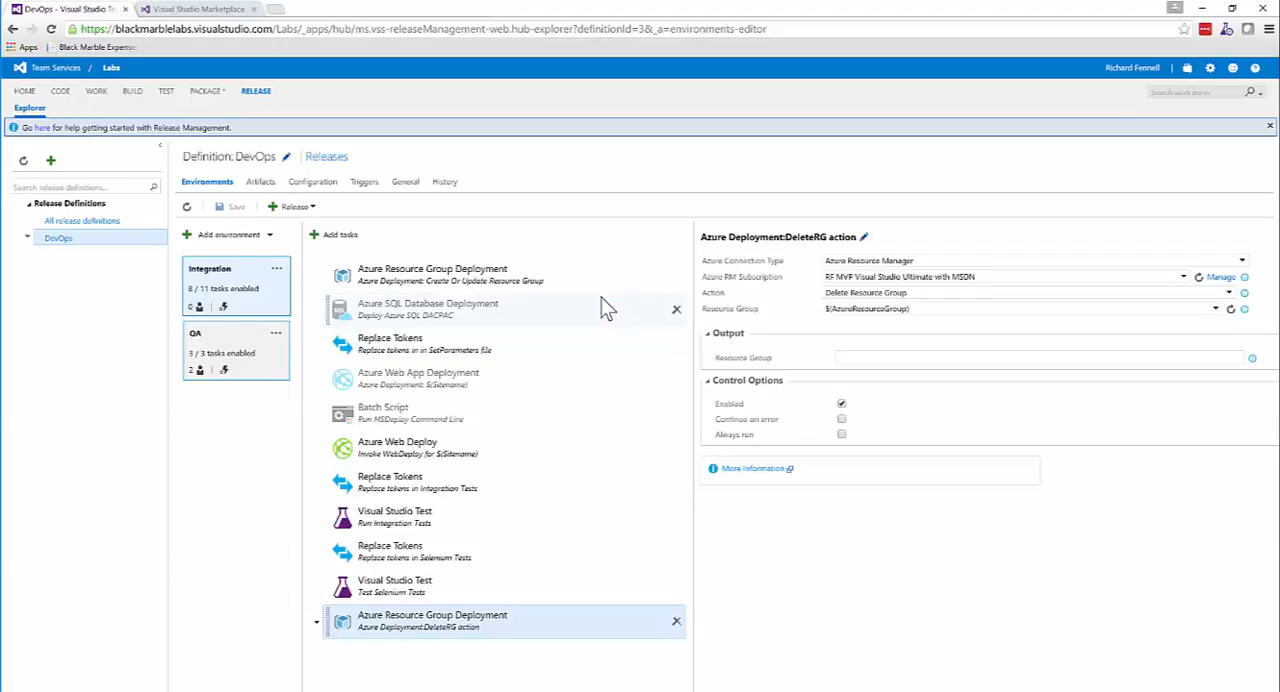 DevOps - Visual Studio Te
Visual Studio Marketplace
https://blackmarblelabs.visualstudio.com/Labs/_apps/hub/ms.vss-releaseManagement-web.hub-explorer?definitionId=3&_a=environments-editor
Apps
Black Marble Expense
Team Services / Labs
Richard Fennell
HOME CODE WORK BUILD TEST PACKAGE* RELEASE
Search work items
Explorer
Go here for help getting started with Release Management.
Definition: DevOps | Releases
Search release definitions...
Environments Artifacts Configuration Triggers General History
Release Definitions
All release definitions
DevOps
Save Release
Add environment
Add tasks
Integration
8 / 11 tasks enabled
0
QA
3 / 3 tasks enabled
2
Azure Resource Group Deployment
Azure Deployment: Create Or Update Resource Group
Azure SQL Database Deployment
Deploy Azure SQL DACPAC
Replace Tokens
Replace tokens in in SetParameters file
Azure Web App Deployment
Azure Deployment: $(Sitename)
Batch Script
Run MSDeploy Command Line
Azure Web Deploy
Invoke WebDeploy for $(Sitename)
Replace Tokens
Replace tokens in Integration Tests
Visual Studio Test
Run Integration Tests
Replace Tokens
Replace tokens in Selenium Tests
Visual Studio Test
Test Selenium Tests
Azure Resource Group Deployment
Azure Deployment:DeleteRG action
Azure Deployment:DeleteRG action
Azure Connection Type Azure Resource Manager
Azure RM Subscription RF MVP Visual Studio Ultimate with MSDN Manage
Action Delete Resource Group
Resource Group $(AzureResourceGroup)
Output
Resource Group
Control Options
Enabled
Continue on error
Always run
More Information